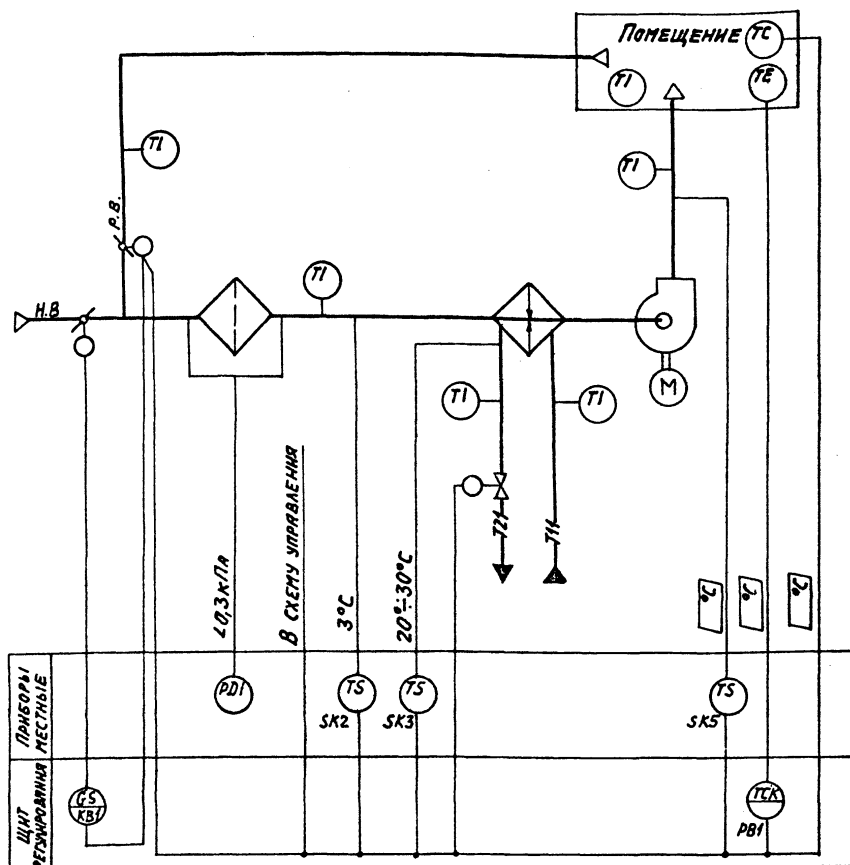 ПОМЕЩЕНИЕ
TC
TE
TI
TI
TI
Р.В.
TI
Н.В
M
TI
TI
T21
T11
<0,3кПа
В СХЕМУ УПРАВЛЕНИЯ
3°С
20°÷30°С
°С
°С
°С
ПРИБОРЫ
МЕСТНЫЕ
PDI
TS
SK2
TS
SK3
TS
SK5
ЩИТ
РЕГУЛИРОВАНИЯ
GS
KB1
TCK
PB1